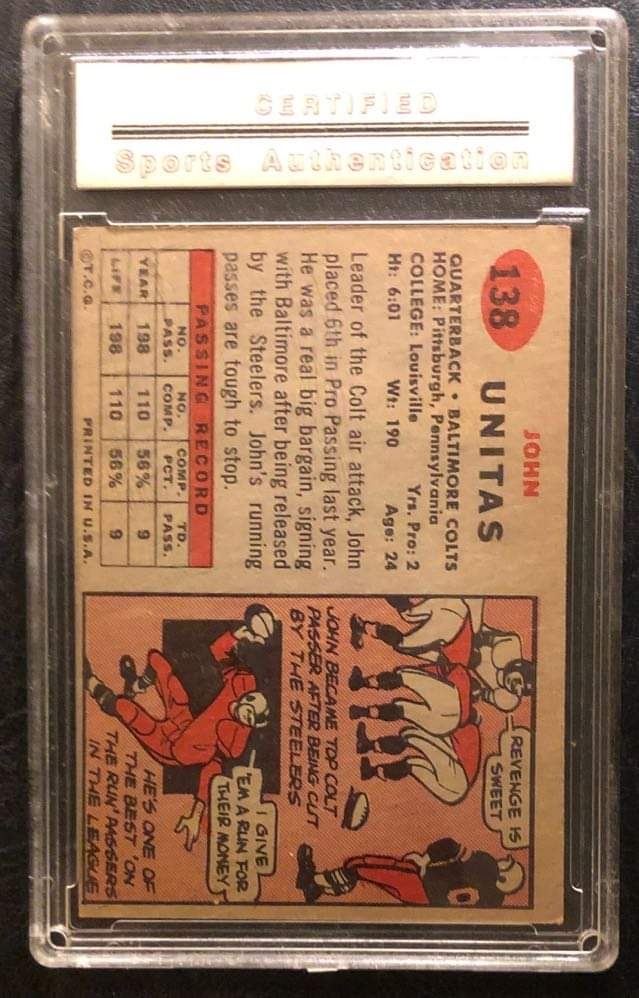 CERTIFIED
Sports Authentication
138
JOHN
UNITAS
QUARTERBACK • BALTIMORE COLTS
HOME: Pittsburgh, Pennsylvania
COLLEGE: Louisville Yrs. Pro: 2
Ht: 6:01 Wt: 190 Age: 24
Leader of the Colt air attack, John
placed 6th in Pro Passing last year.
He was a real big bargain, signing
with Baltimore after being released
by the Steelers. John's running
passes are tough to stop.
PASSING RECORD
NO. PASS. NO. COMP. COMP. PCT. TD. PASS.
YEAR 198 110 56% 9
LIFE 198 110 56% 9
©T.C.G. PRINTED IN U.S.A.
REVENGE IS
SWEET
JOHN BECAME TOP COLT
PASSER AFTER BEING CUT
BY THE STEELERS
I GIVE
'EM A RUN FOR
THEIR MONEY
HE'S ONE OF
THE BEST 'ON
THE RUN' PASSERS
IN THE LEAGUE